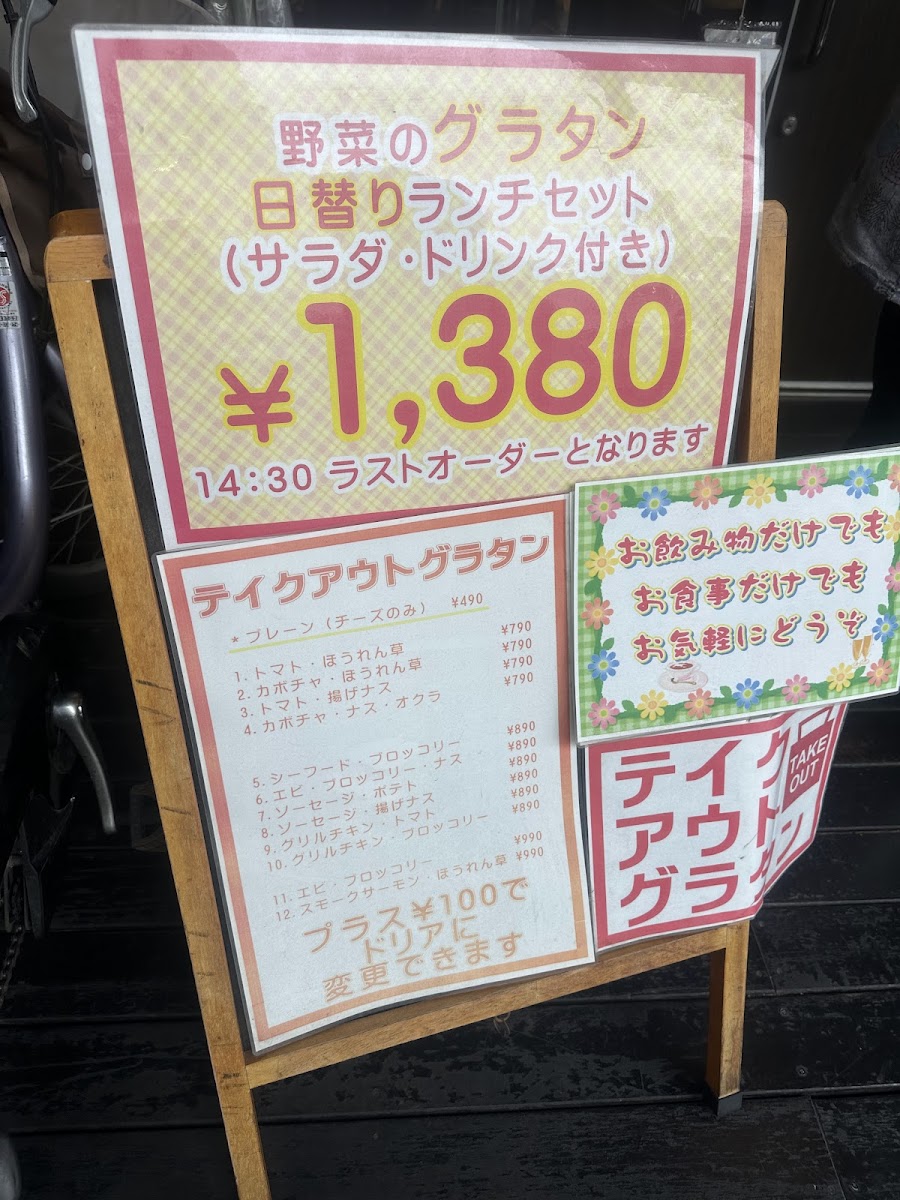 野菜のグラタン
日替りランチセット
(サラダ・ドリンク付き)
¥1,380
14:30 ラストオーダーとなります
テイクアウトグラタン
*プレーン(チーズのみ) ¥490
1.トマト・ほうれん草 ¥790
2.カボチャ・ほうれん草 ¥790
3.トマト・揚げナス ¥790
4.カボチャ・ナス・オクラ ¥790
5.シーフード・ブロッコリー ¥890
6.エビ・ブロッコリー・ナス ¥890
7.ソーセージ・ポテト ¥890
8.ソーセージ・揚げナス ¥890
9.グリルチキン・トマト ¥890
10.グリルチキン・ブロッコリー ¥890
11.エビ・ブロッコリー ¥990
12.スモークサーモン・ほうれん草 ¥990
プラス¥100で
ドリアに
変更できます
お飲み物だけでも
お食事だけでも
お気軽にどうぞ
テイク
アウト
グラタン
TAKE
OUT